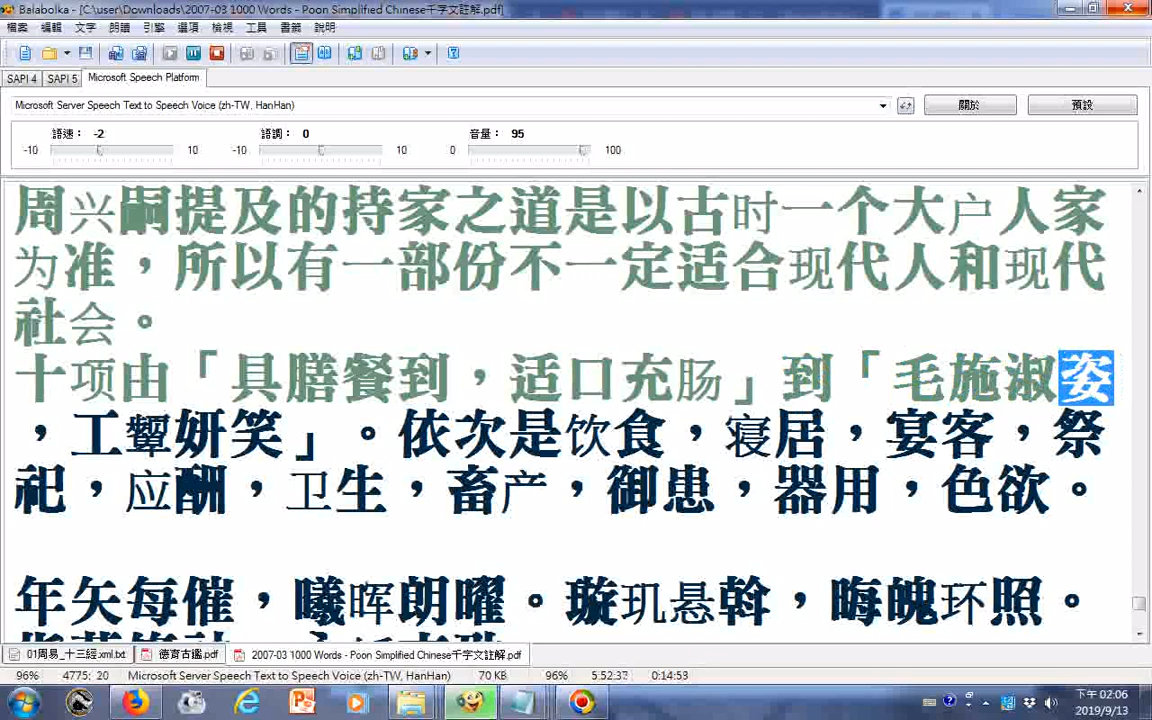 Balabolka - [C:\user\Downloads\2007-03 1000 Words - Poon Simplified Chinese千字文註解.pdf]
檔案 編輯 文字 朗讀 引擎 選項 檢視 工具 書籤 說明
SAPI 4 SAPI 5 Microsoft Speech Platform
Microsoft Server Speech Text to Speech Voice (zh-TW, HanHan) 關於 預設
語速： -2 語調： 0 音量： 95
-10 10 -10 10 0 100
周兴嗣提及的持家之道是以古时一个大户人家
为准，所以有一部份不一定适合现代人和现代
社会。
十项由「具膳餐到，适口充肠」到「毛施淑姿
，工颦妍笑」。依次是饮食，寝居，宴客，祭
祀，应酬，卫生，畜产，御患，器用，色欲。
年矢每催，曦晖朗曜。璇玑悬斡，晦魄环照。
01周易_十三經.xml.txt 德育古鑑.pdf 2007-03 1000 Words - Poon Simplified Chinese千字文註解.pdf
96% 4775: 20 Microsoft Server Speech Text to Speech Voice (zh-TW, HanHan) 70 KB 96% 5:52:37 0:14:53
下午 02:06
2019/9/13